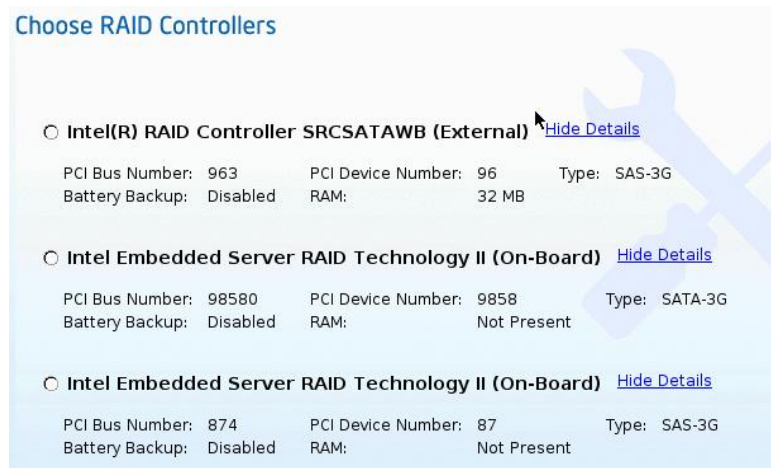 Choose RAID Controllers
Intel(R) RAID Controller SRCSATAWB (External) Hide Details
PCI Bus Number: 963 PCI Device Number: 96 Type: SAS-3G
Battery Backup: Disabled RAM: 32 MB
Intel Embedded Server RAID Technology II (On-Board) Hide Details
PCI Bus Number: 98580 PCI Device Number: 9858 Type: SATA-3G
Battery Backup: Disabled RAM: Not Present
Intel Embedded Server RAID Technology II (On-Board) Hide Details
PCI Bus Number: 874 PCI Device Number: 87 Type: SAS-3G
Battery Backup: Disabled RAM: Not Present